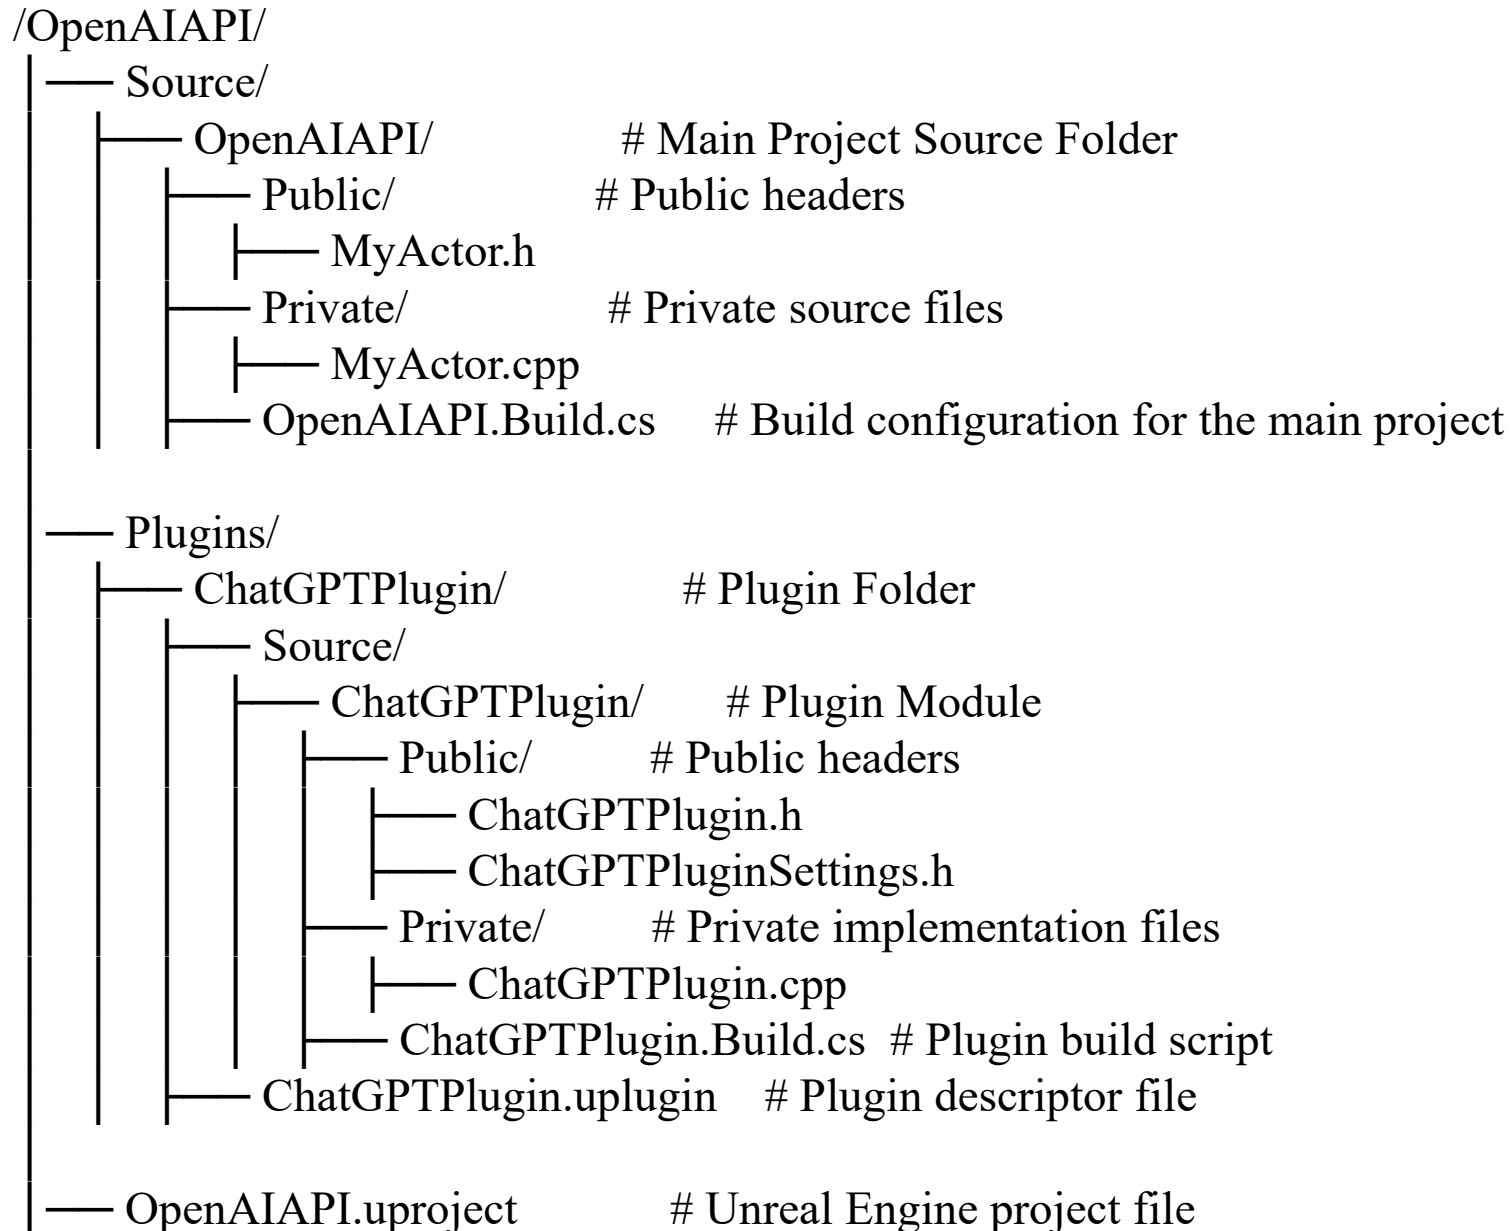 /OpenAIAPI/
Source/
OpenAIAPI/ # Main Project Source Folder
Public/ # Public headers
MyActor.h
Private/ # Private source files
MyActor.cpp
OpenAIAPI.Build.cs # Build configuration for the main project
Plugins/
ChatGPTPlugin/ # Plugin Folder
Source/
ChatGPTPlugin/ # Plugin Module
Public/ # Public headers
ChatGPTPlugin.h
ChatGPTPluginSettings.h
Private/ # Private implementation files
ChatGPTPlugin.cpp
ChatGPTPlugin.Build.cs # Plugin build script
ChatGPTPlugin.uplugin # Plugin descriptor file
OpenAIAPI.uproject # Unreal Engine project file